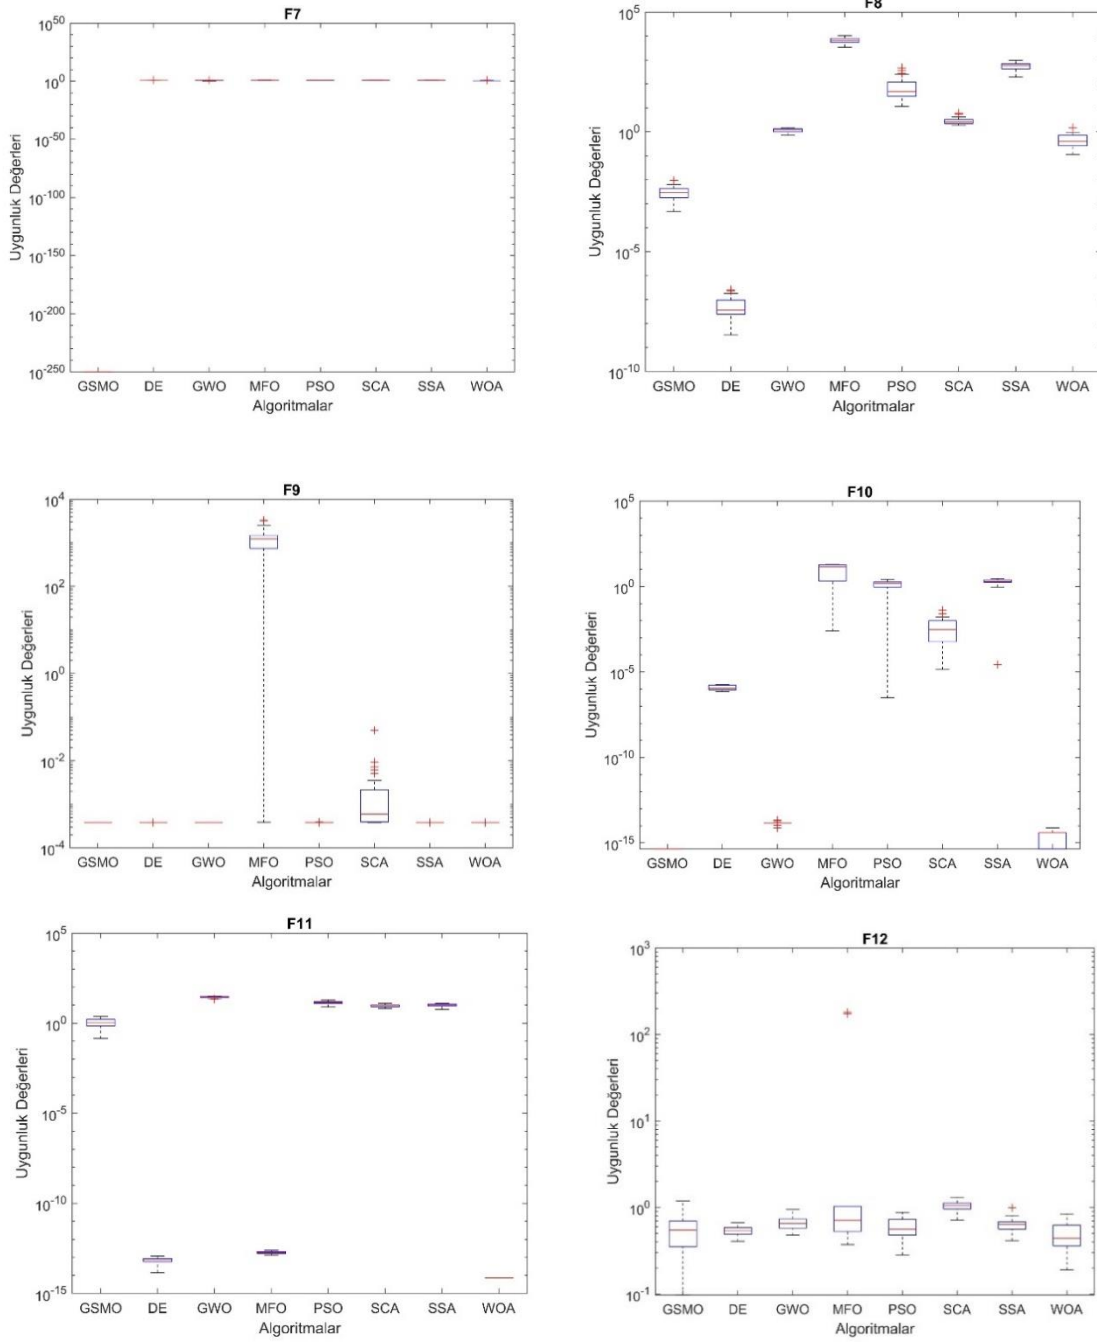 F7
10^50
10^0
10^-50
10^-100
10^-150
10^-200
10^-250
Uygunluk Değerleri
GSMO DE GWO MFO PSO SCA SSA WOA
Algoritmalar
F8
10^5
10^0
10^-5
10^-10
Uygunluk Değerleri
GSMO DE GWO MFO PSO SCA SSA WOA
Algoritmalar
F9
10^4
10^2
10^0
10^-2
10^-4
Uygunluk Değerleri
GSMO DE GWO MFO PSO SCA SSA WOA
Algoritmalar
F10
10^5
10^0
10^-5
10^-10
10^-15
Uygunluk Değerleri
GSMO DE GWO MFO PSO SCA SSA WOA
Algoritmalar
F11
10^5
10^0
10^-5
10^-10
10^-15
Uygunluk Değerleri
GSMO DE GWO MFO PSO SCA SSA WOA
Algoritmalar
F12
10^3
10^2
10^1
10^0
10^-1
Uygunluk Değerleri
GSMO DE GWO MFO PSO SCA SSA WOA
Algoritmalar